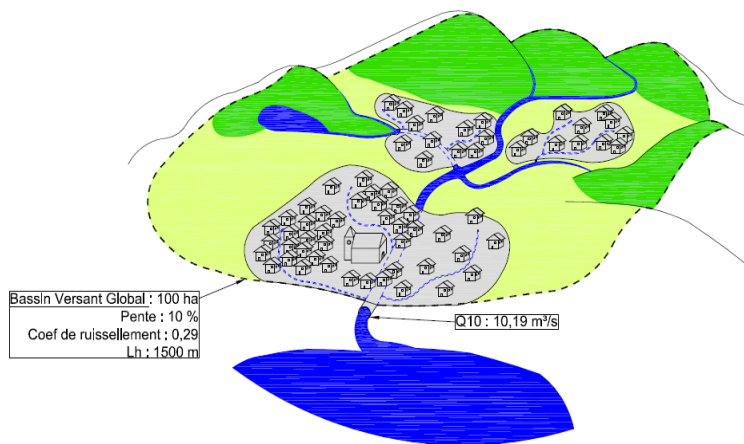 Bassin Versant Global : 100 ha
Pente : 10 %
Coef de ruissellement : 0,29
Lh : 1500 m
Q10 : 10,19 m³/s